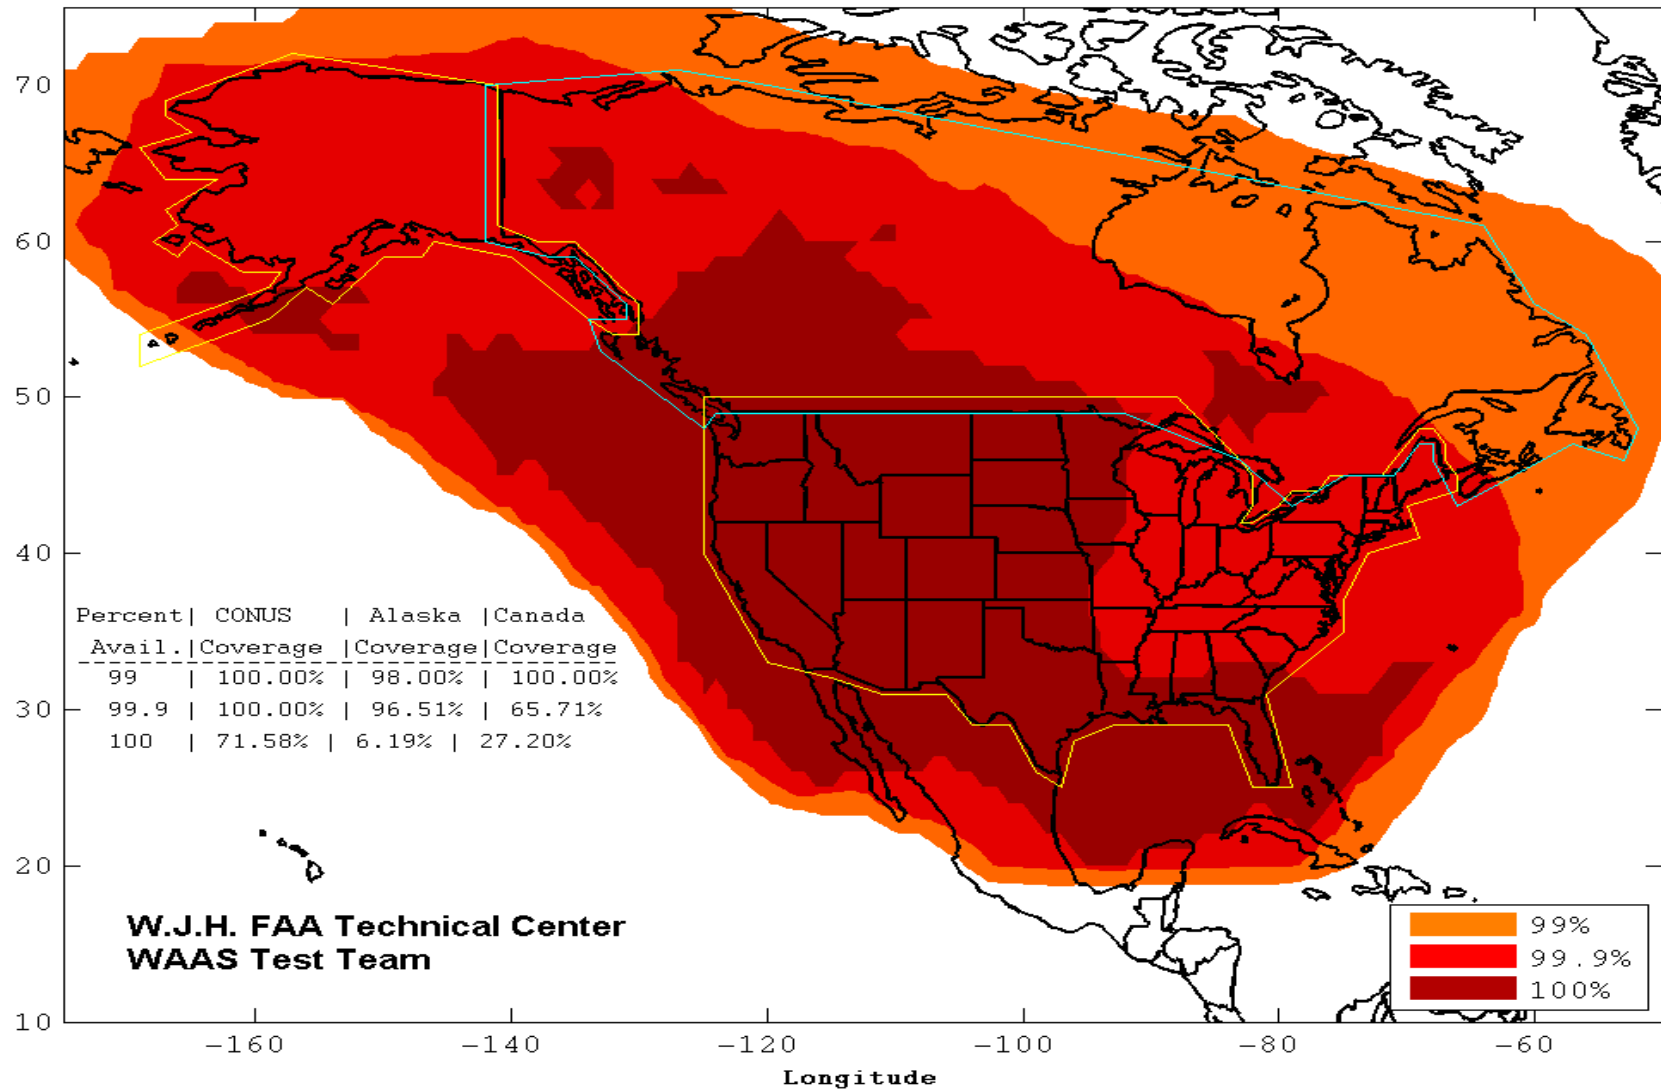 70
60
50
40
30
20
10
Percent| CONUS | Alaska |Canada
Avail.|Coverage |Coverage|Coverage
99 | 100.00% | 98.00% | 100.00%
99.9 | 100.00% | 96.51% | 65.71%
100 | 71.58% | 6.19% | 27.20%
W.J.H. FAA Technical Center
WAAS Test Team
99%
99.9%
100%
-160 -140 -120 -100 -80 -60
Longitude